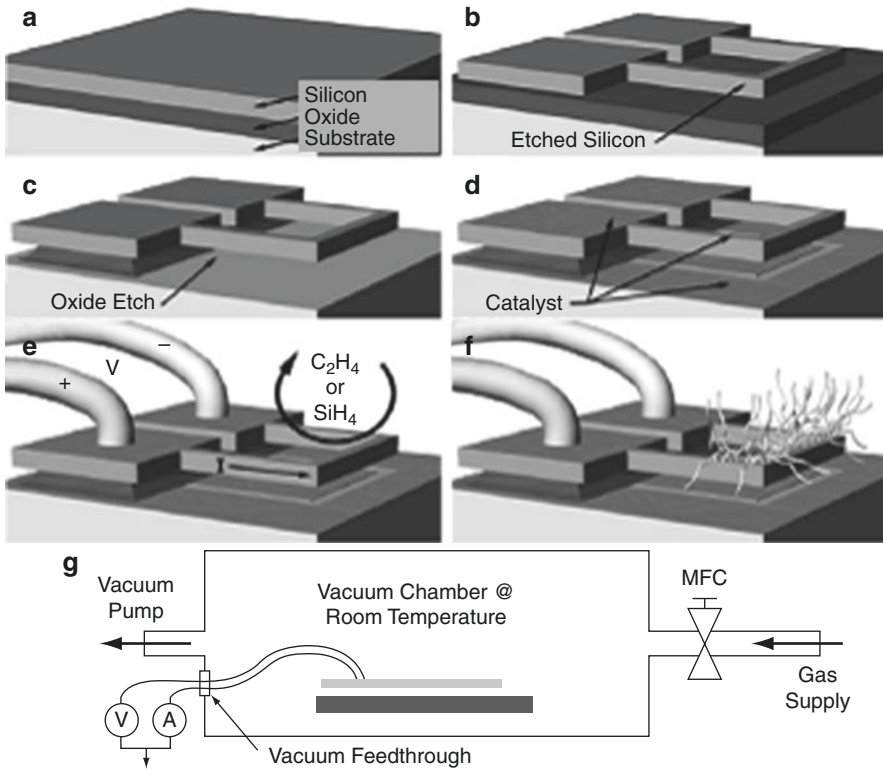 a
Silicon
Oxide
Substrate
b
Etched Silicon
c
Oxide Etch
d
Catalyst
e
+
−
V
I
C₂H₄
or
SiH₄
f
g
Vacuum
Pump
Vacuum Chamber @
Room Temperature
MFC
Gas
Supply
V
A
Vacuum Feedthrough